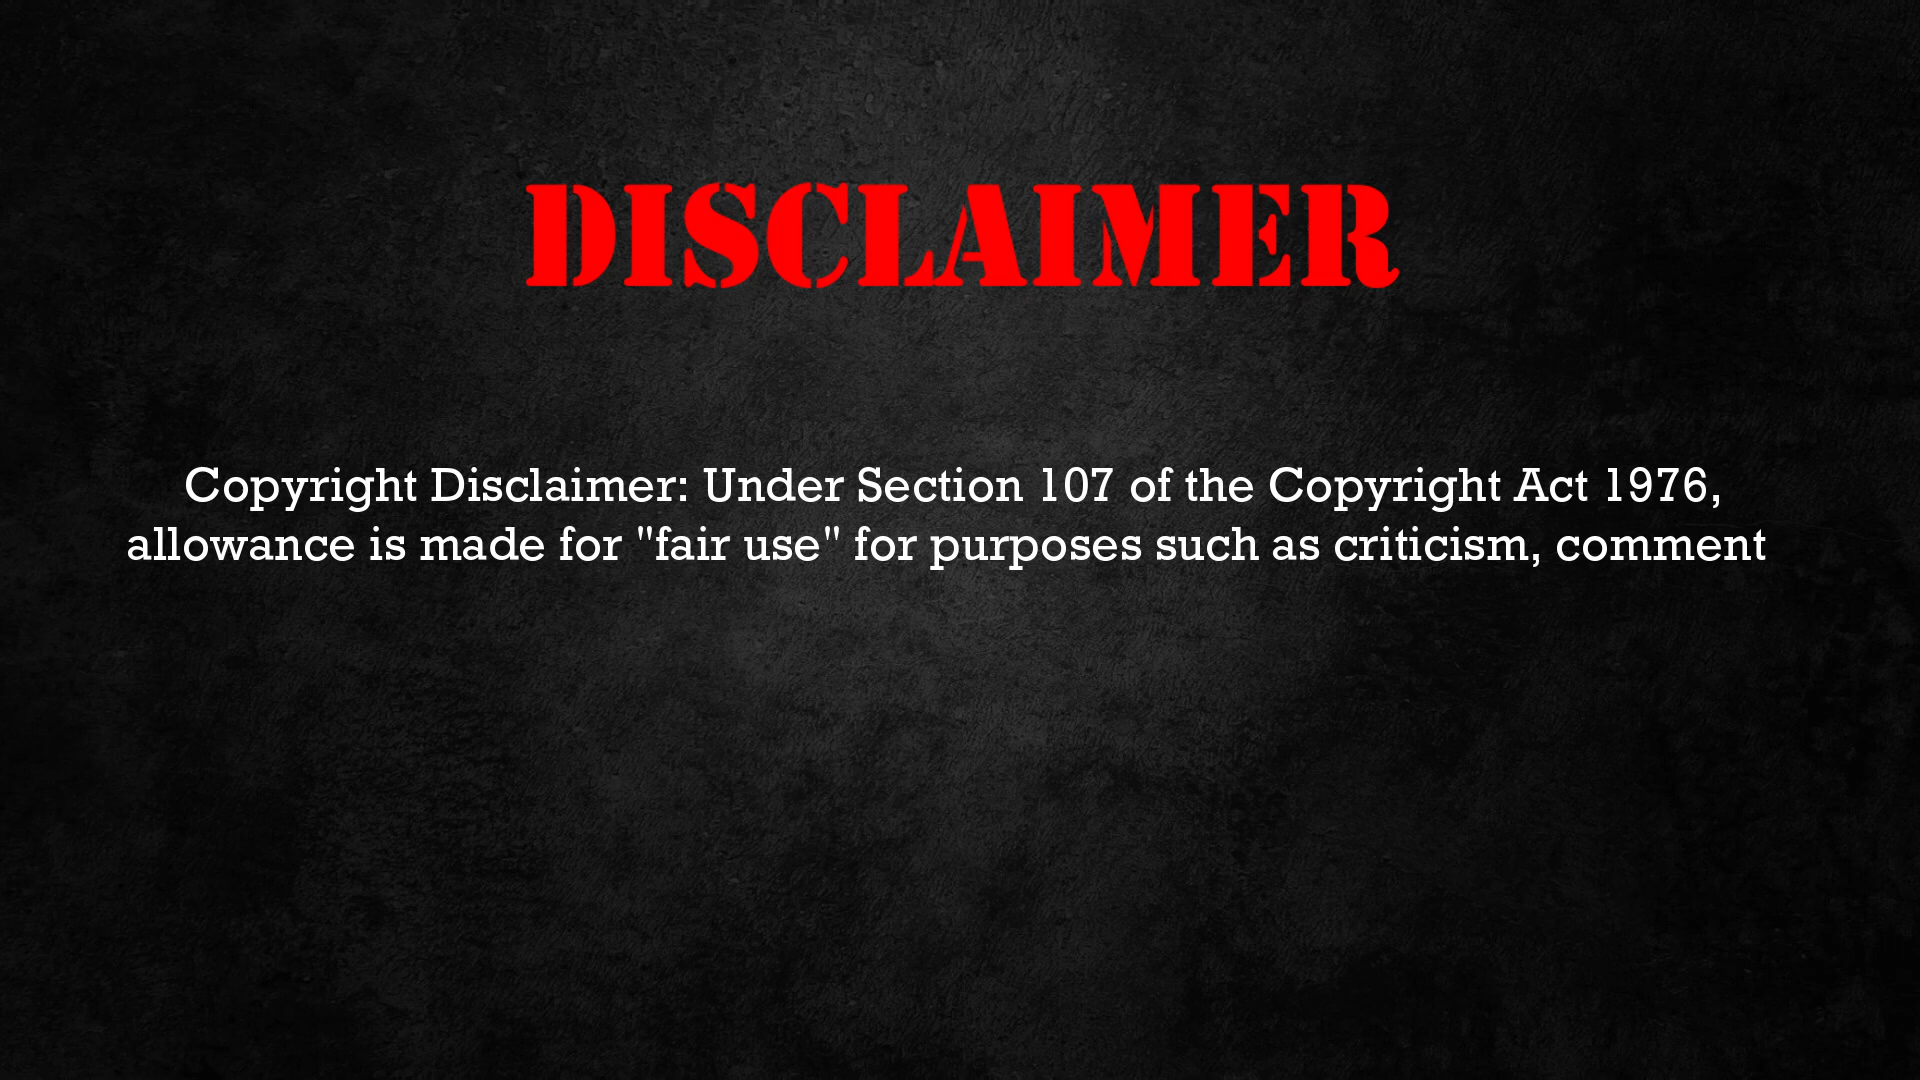 DISCLAIMER
Copyright Disclaimer: Under Section 107 of the Copyright Act 1976,
allowance is made for "fair use" for purposes such as criticism, comment